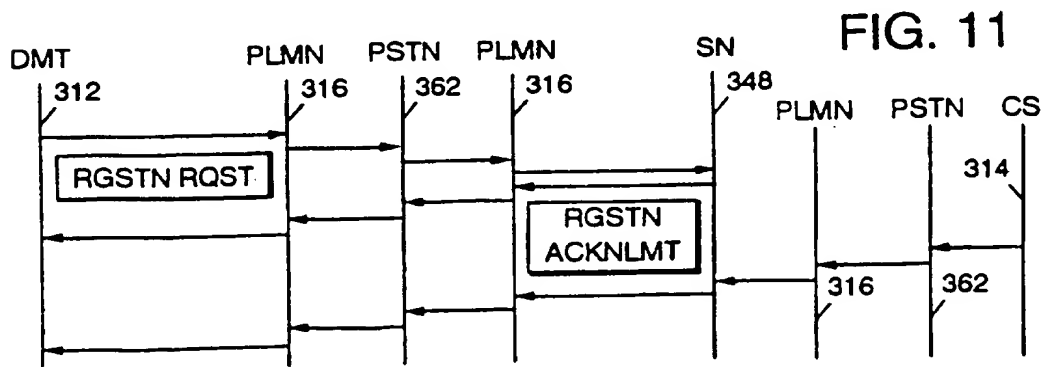 FIG. 11
DMT PLMN PSTN PLMN SN
312 316 362 316 348
PLMN PSTN CS
314
RGSTN RQST
RGSTN
ACKNLMT
316 362